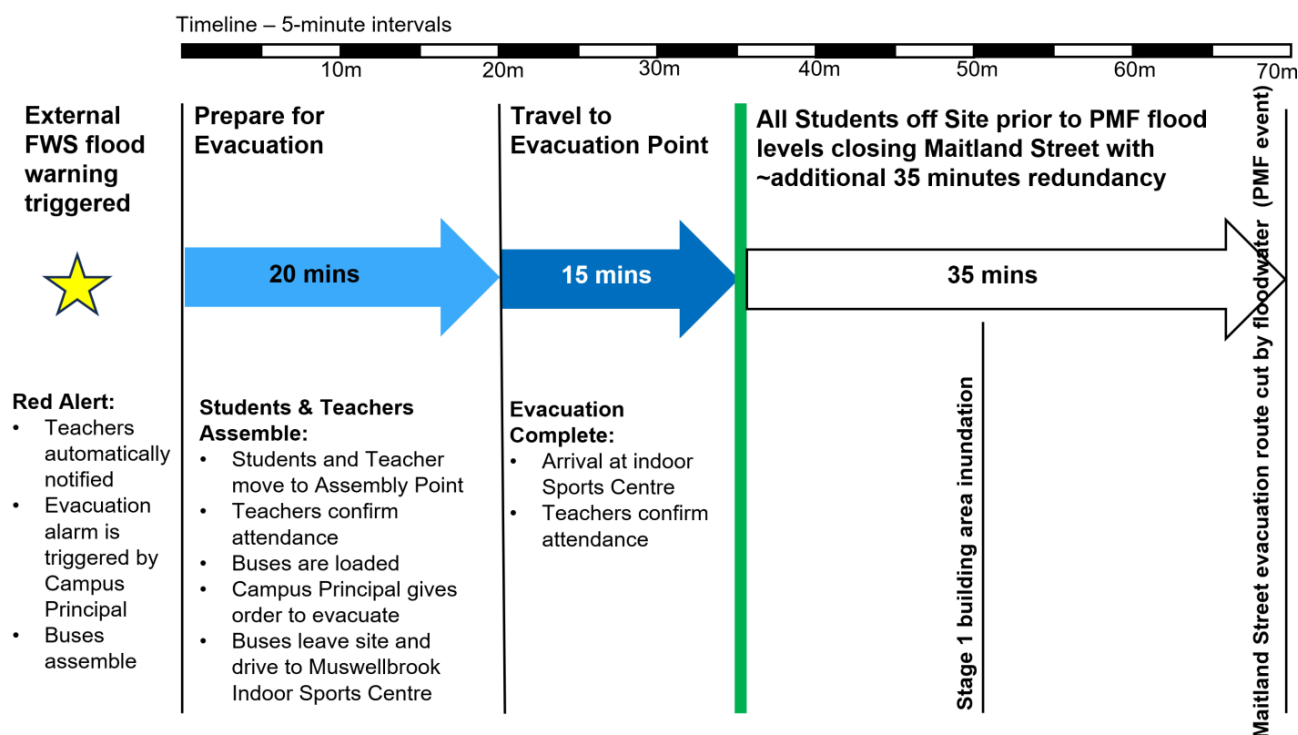 Timeline – 5-minute intervals
10m
20m
30m
40m
50m
60m
70m
External
FWS flood
warning
triggered
Prepare for
Evacuation
Travel to
Evacuation Point
All Students off Site prior to PMF flood
levels closing Maitland Street with
~additional 35 minutes redundancy
20 mins
15 mins
35 mins
Red Alert:
• Teachers
automatically
notified
• Evacuation
alarm is
triggered by
Campus
Principal
• Buses
assemble
Students & Teachers
Assemble:
• Students and Teacher
move to Assembly Point
• Teachers confirm
attendance
• Buses are loaded
• Campus Principal gives
order to evacuate
• Buses leave site and
drive to Muswellbrook
Indoor Sports Centre
Evacuation
Complete:
• Arrival at indoor
Sports Centre
• Teachers confirm
attendance
Stage 1 building area inundation
Maitland Street evacuation route cut by floodwater (PMF event)